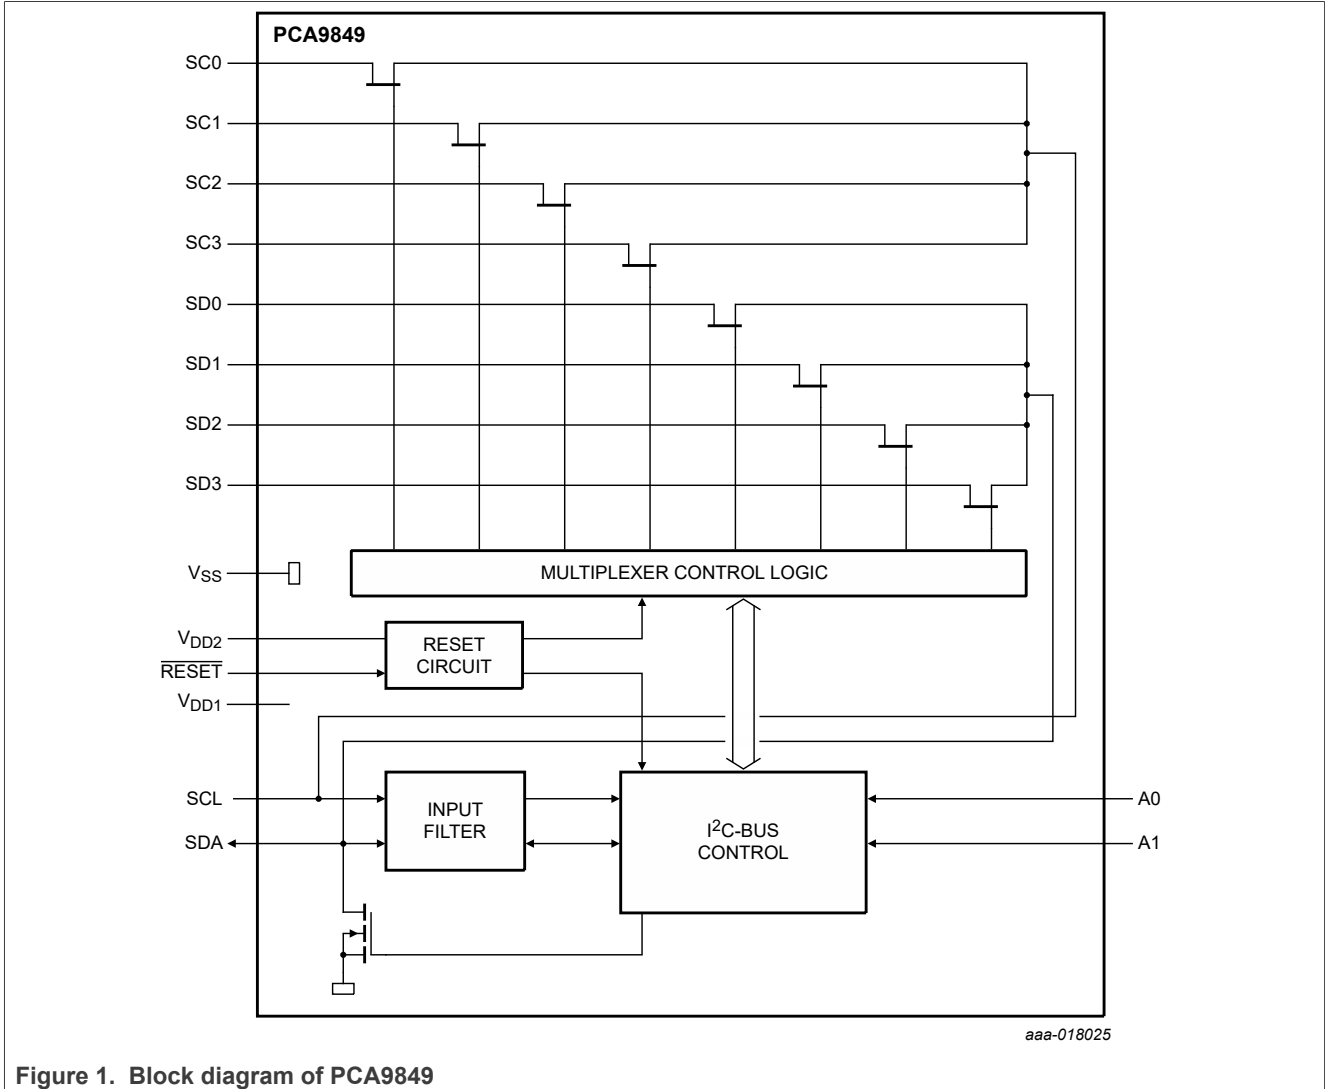 PCA9849
SC0
SC1
SC2
SC3
SD0
SD1
SD2
SD3
VSS
MULTIPLEXER CONTROL LOGIC
VDD2
RESET
CIRCUIT
RESET
VDD1
SCL
INPUT
FILTER
SDA
I2C-BUS
CONTROL
A0
A1
aaa-018025
Figure 1. Block diagram of PCA9849